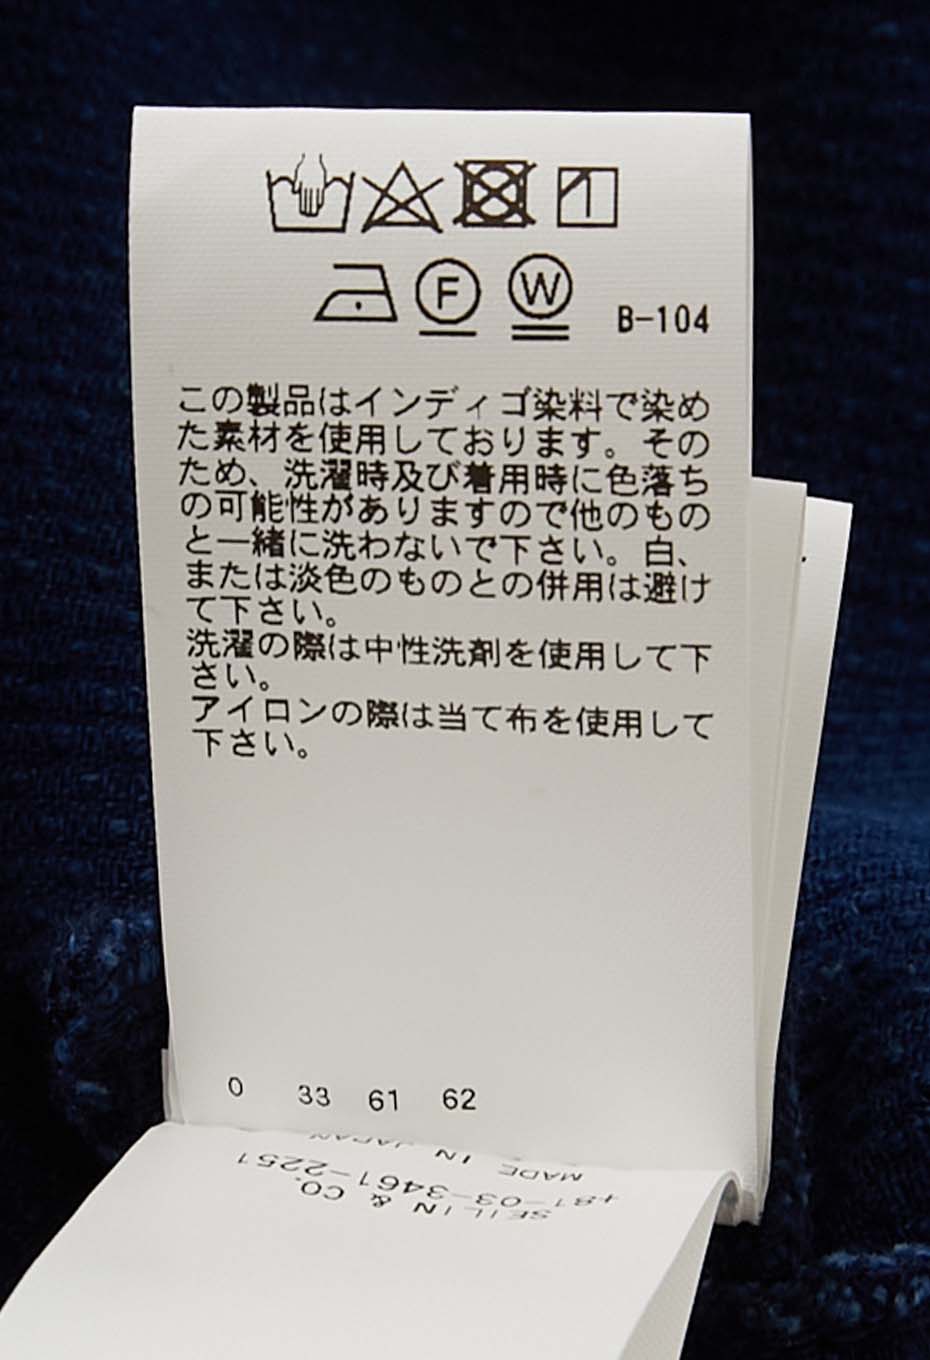 F
W
B-104
この製品はインディゴ染料で染め
た素材を使用しております。その
ため、洗濯時及び着用時に色落ち
の可能性がありますので他のもの
と一緒に洗わないで下さい。白、
または淡色のものとの併用は避け
て下さい。
洗濯の際は中性洗剤を使用して下
さい。
アイロンの際は当て布を使用して
下さい。
0 33 61 62
SEILIN & CO.
+81-03-3461-2251
MADE IN JAPAN